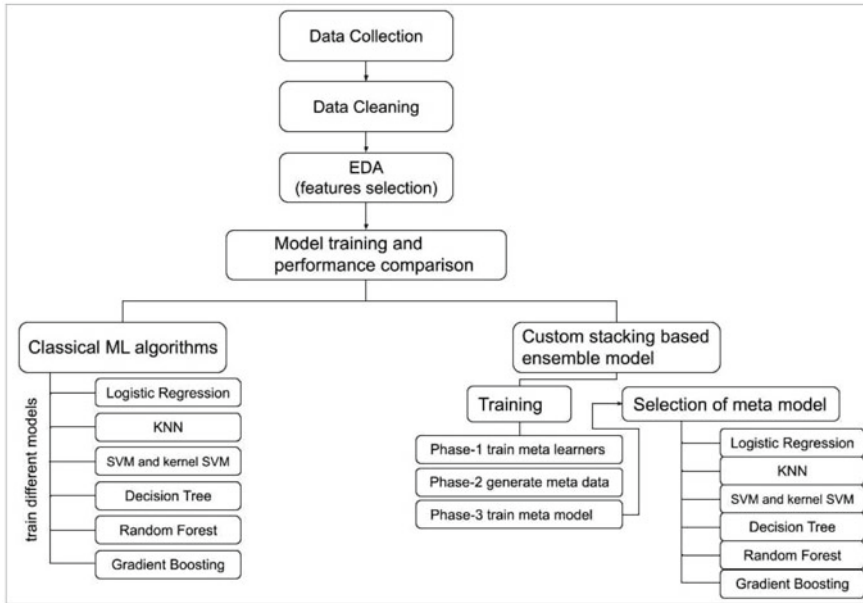 Data Collection
Data Cleaning
EDA
(features selection)
Model training and
performance comparison
Classical ML algorithms
train different models
Logistic Regression
KNN
SVM and kernel SVM
Decision Tree
Random Forest
Gradient Boosting
Custom stacking based
ensemble model
Training
Phase-1 train meta learners
Phase-2 generate meta data
Phase-3 train meta model
Selection of meta model
Logistic Regression
KNN
SVM and kernel SVM
Decision Tree
Random Forest
Gradient Boosting